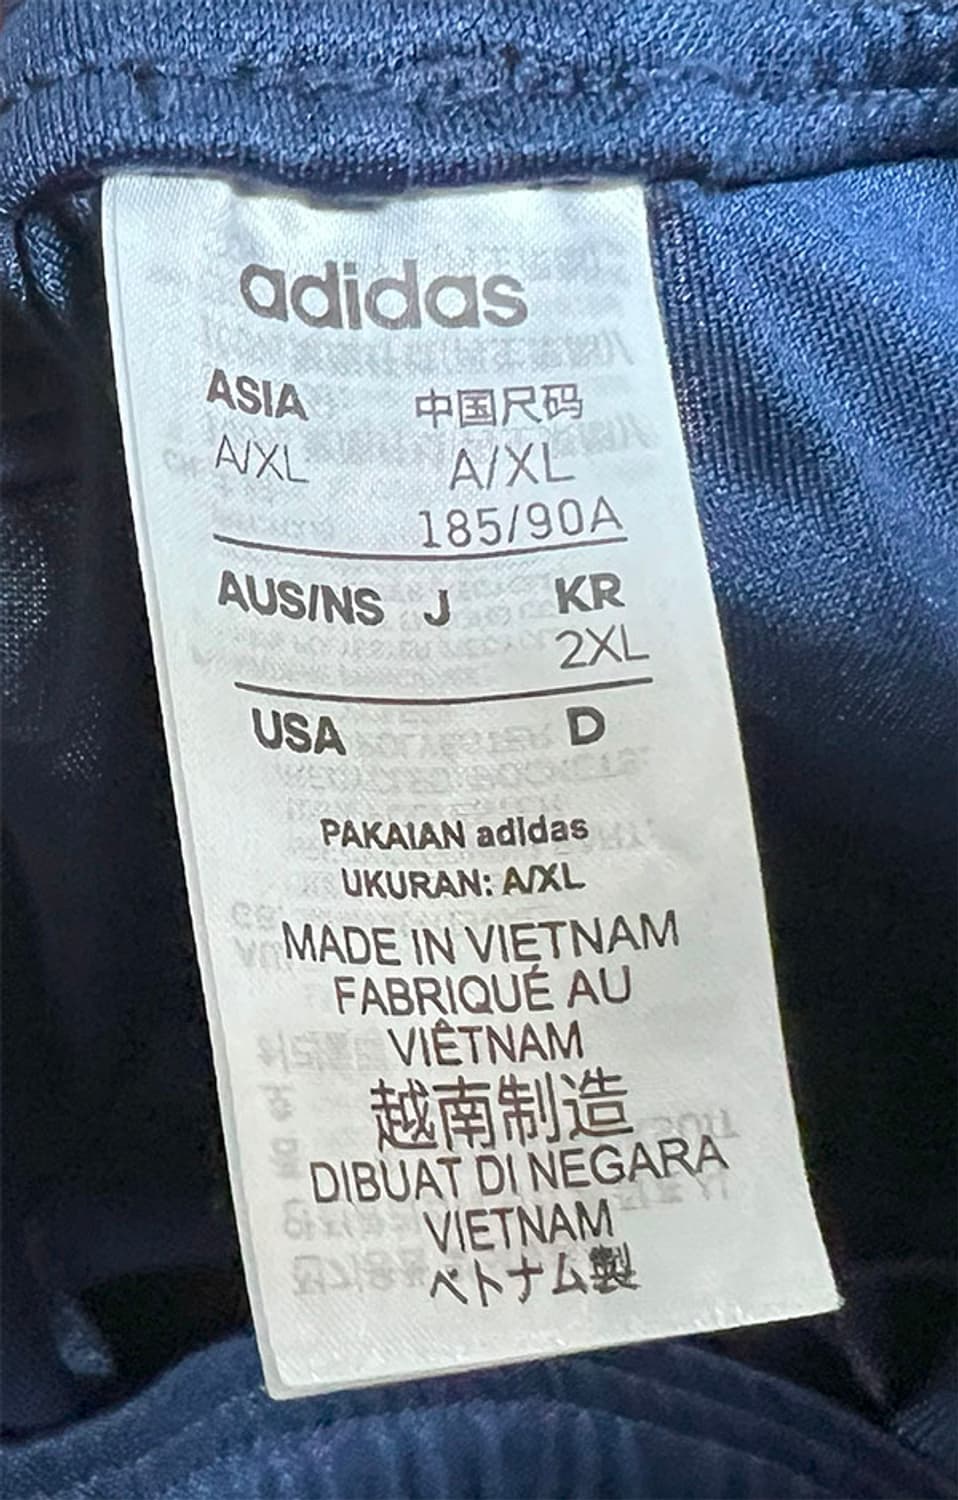 adidas
ASIA 中国尺码
A/XL A/XL
185/90A
AUS/NS J KR
2XL
USA D
PAKAIAN adidas
UKURAN: A/XL
MADE IN VIETNAM
FABRIQUÉ AU
VIÊTNAM
越南制造
DIBUAT DI NEGARA
VIETNAM
ベトナム製